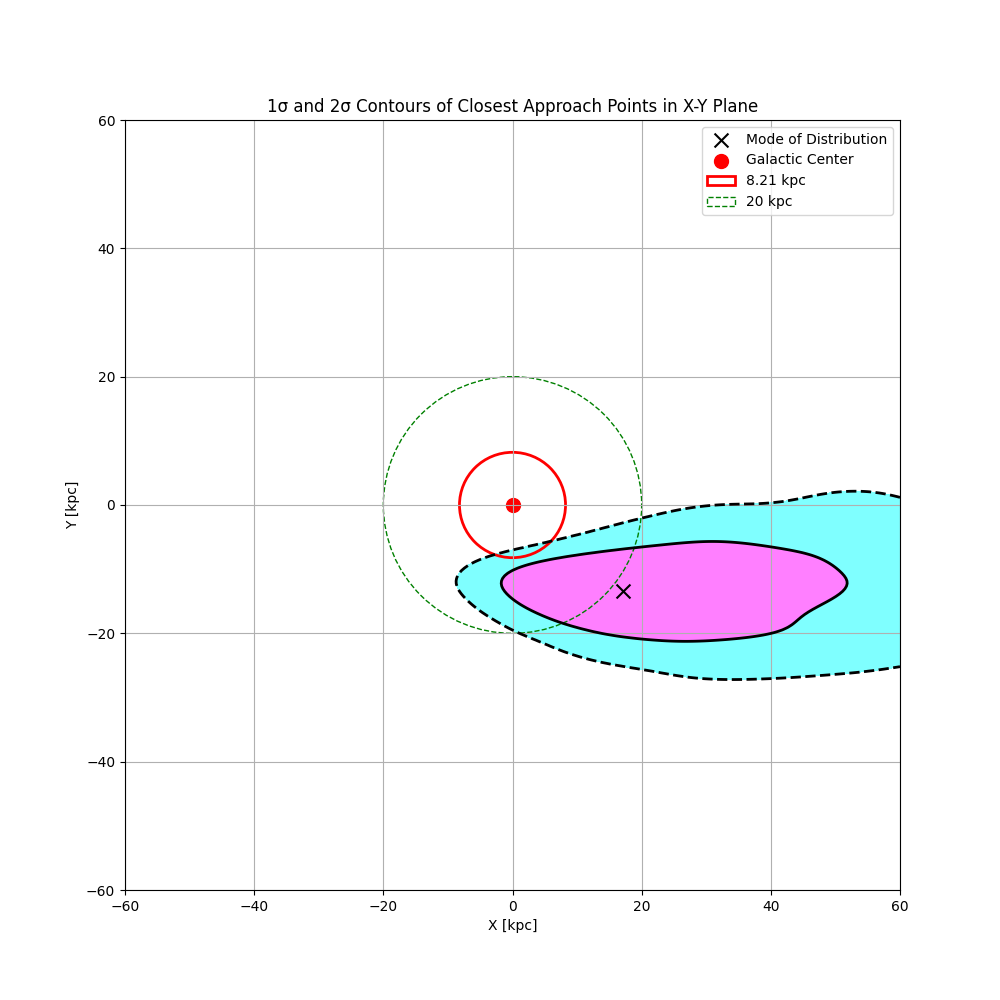 1σ and 2σ Contours of Closest Approach Points in X-Y Plane
Mode of Distribution
Galactic Center
8.21 kpc
20 kpc
60
40
20
0
−20
−40
−60
Y [kpc]
−60 −40 −20 0 20 40 60
X [kpc]